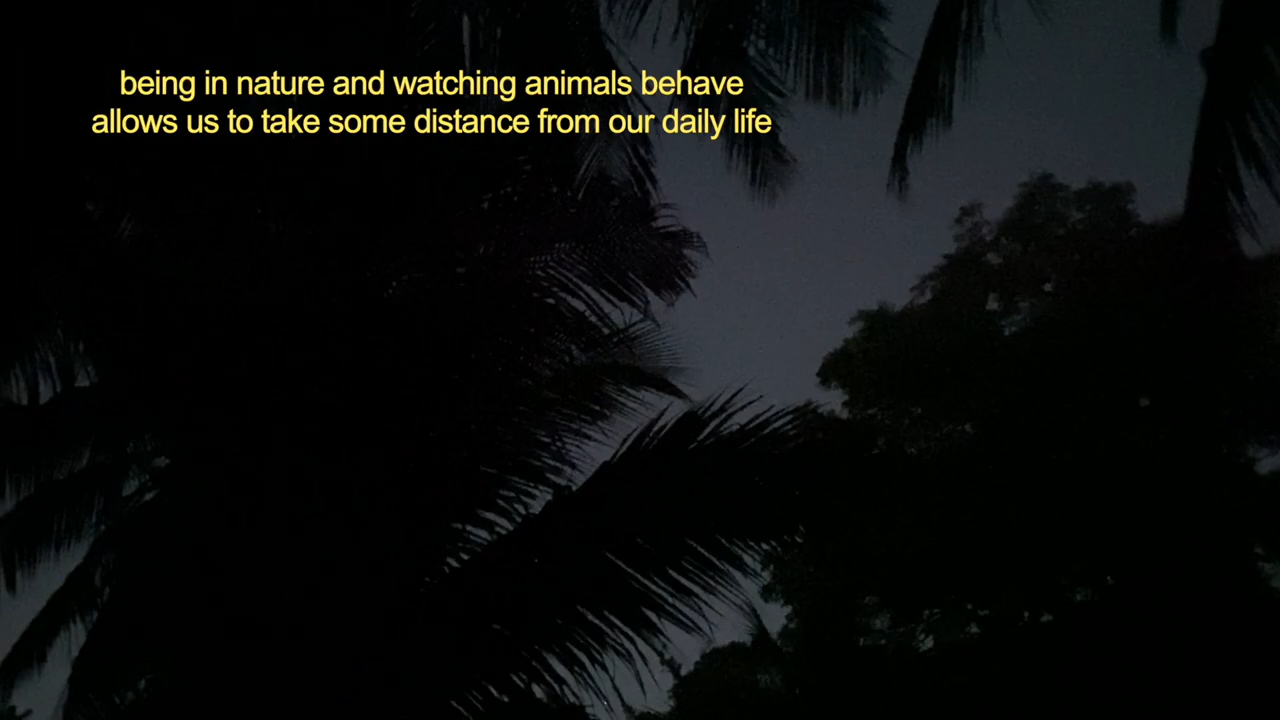 being in nature and watching animals behave
allows us to take some distance from our daily life